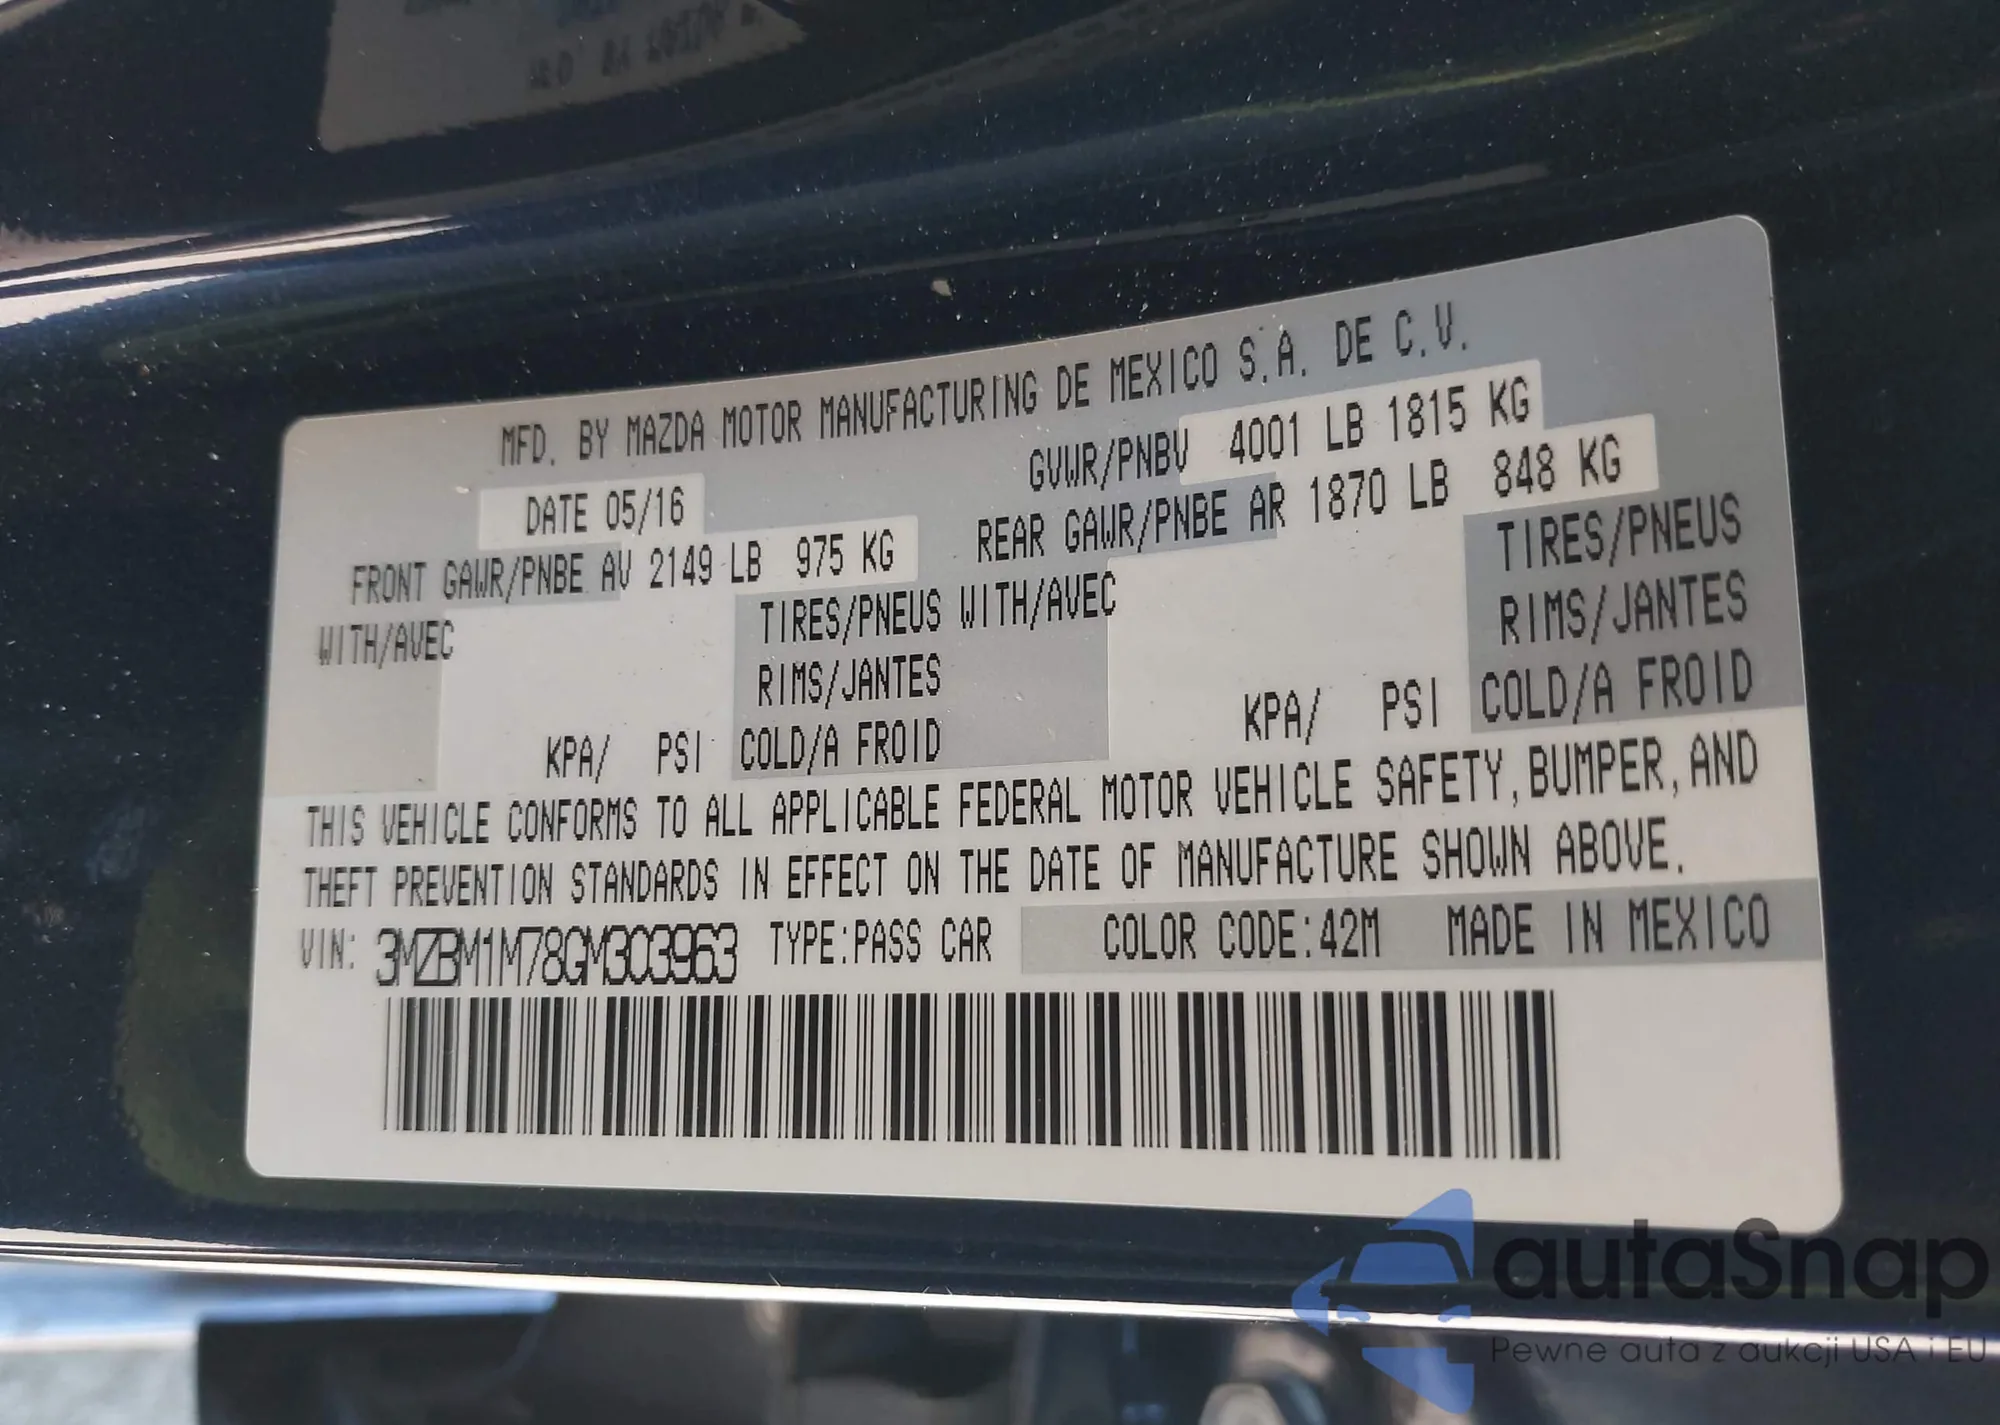 MFD. BY MAZDA MOTOR MANUFACTURING DE MEXICO S.A. DE C.V.
DATE 05/16 GVWR/PNBV 4001 LB 1815 KG
FRONT GAWR/PNBE AV 2149 LB 975 KG REAR GAWR/PNBE AR 1870 LB 848 KG
WITH/AVEC TIRES/PNEUS WITH/AVEC TIRES/PNEUS
RIMS/JANTES RIMS/JANTES
KPA/ PSI COLD/A FROID KPA/ PSI COLD/A FROID
THIS VEHICLE CONFORMS TO ALL APPLICABLE FEDERAL MOTOR VEHICLE SAFETY, BUMPER, AND
THEFT PREVENTION STANDARDS IN EFFECT ON THE DATE OF MANUFACTURE SHOWN ABOVE.
VIN: 3MZBM1M78GM303963 TYPE:PASS CAR COLOR CODE:42M MADE IN MEXICO
autaSnap
Pewne auta z aukcji USA i EU